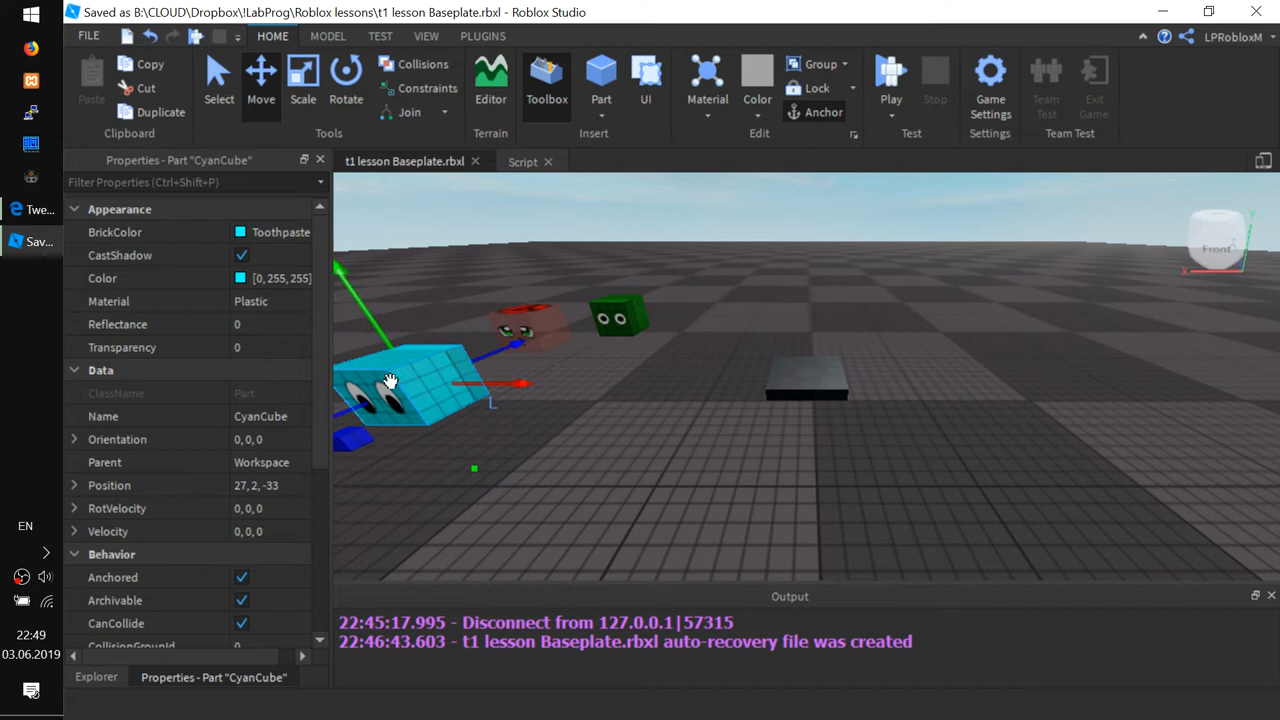 Saved as B:\CLOUD\Dropbox\!LabProg\Roblox lessons\t1 lesson Baseplate.rbxl - Roblox Studio
FILE
HOME
MODEL
TEST
VIEW
PLUGINS
LPRobloxM
Paste
Copy
Cut
Duplicate
Clipboard
Select
Move
Scale
Rotate
Collisions
Constraints
Join
Tools
Editor
Terrain
Toolbox
Part
UI
Insert
Material
Color
Group
Lock
Anchor
Edit
Play
Stop
Test
Game Settings
Settings
Team Test
Exit Game
Team Test
Properties - Part "CyanCube"
t1 lesson Baseplate.rbxl
Script
Filter Properties (Ctrl+Shift+P)
Appearance
BrickColor Toothpaste
CastShadow
Color [0, 255, 255]
Material Plastic
Reflectance 0
Transparency 0
Data
ClassName Part
Name CyanCube
Orientation 0, 0, 0
Parent Workspace
Position 27, 2, -33
RotVelocity 0, 0, 0
Velocity 0, 0, 0
Behavior
Anchored
Archivable
CanCollide
CollisionGroupId 0
Explorer
Properties - Part "CyanCube"
Front
X
Z
L
Output
22:45:17.995 - Disconnect from 127.0.0.1|57315
22:46:43.603 - t1 lesson Baseplate.rbxl auto-recovery file was created
Twe...
Sav...
EN
22:49
03.06.2019